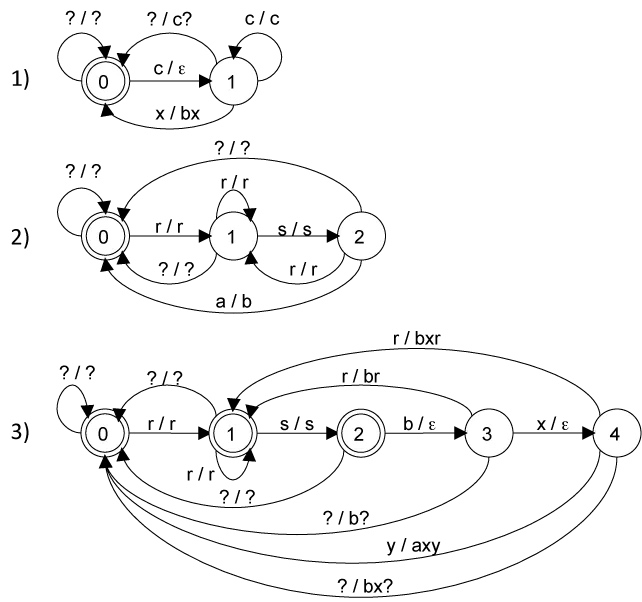 ? / ? ? / c? c / c
1) 0 c / ε 1
x / bx
? / ?
? / ? r / r
2) 0 r / r 1 s / s 2
? / ? r / r
a / b
r / bxr
? / ? ? / ? r / br
3) 0 r / r 1 s / s 2 b / ε 3 x / ε 4
r / r
? / ?
? / b?
y / axy
? / bx?